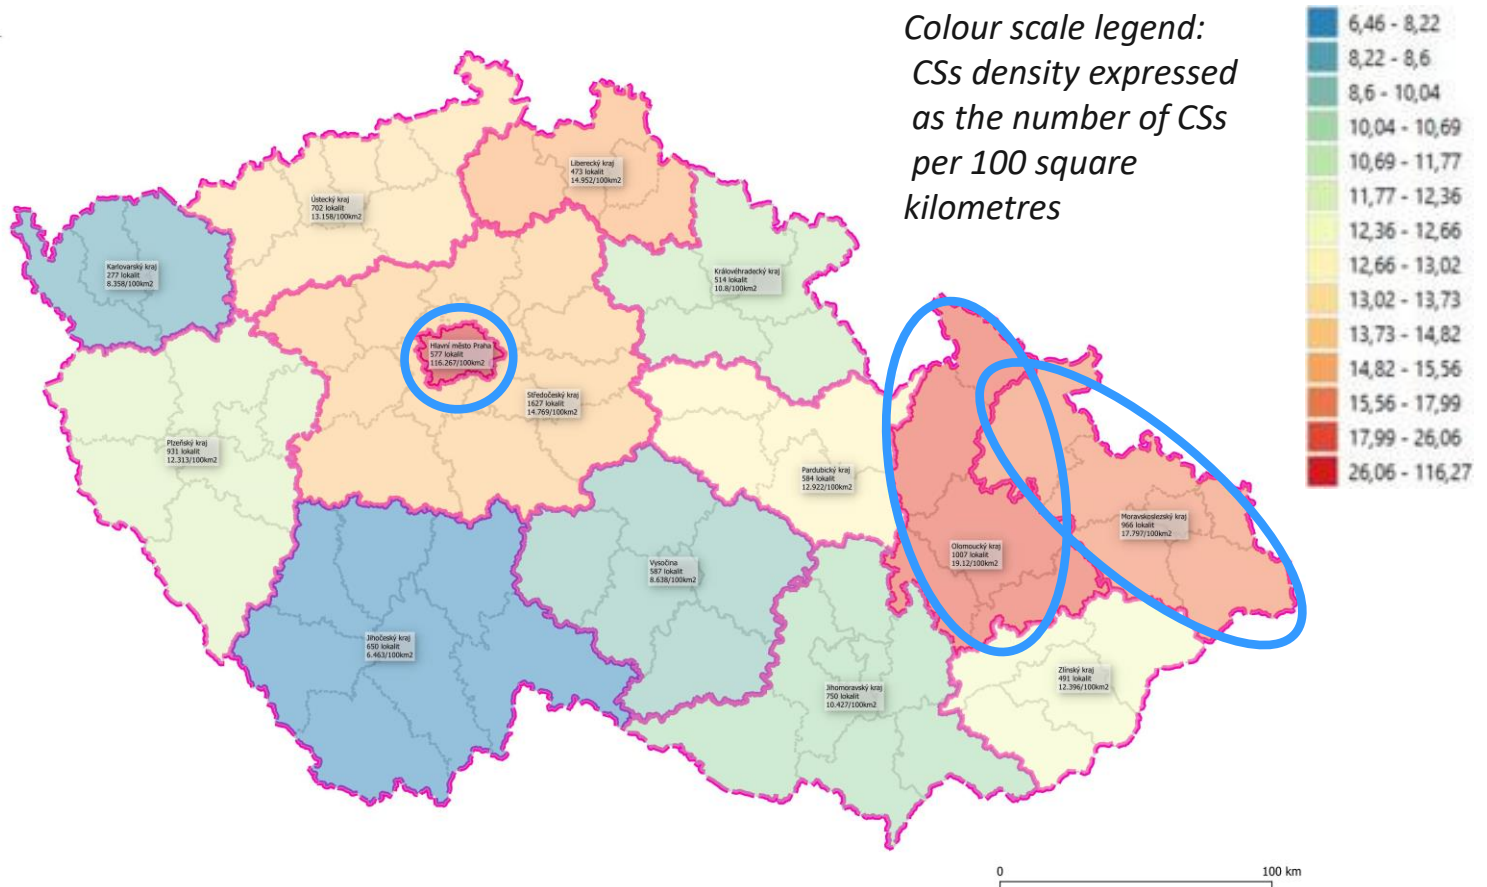 Colour scale legend:
CSs density expressed
as the number of CSs
per 100 square
kilometres
6,46 - 8,22
8,22 - 8,6
8,6 - 10,04
10,04 - 10,69
10,69 - 11,77
11,77 - 12,36
12,36 - 12,66
12,66 - 13,02
13,02 - 13,73
13,73 - 14,82
14,82 - 15,56
15,56 - 17,99
17,99 - 26,06
26,06 - 116,27
Liberecký kraj
473 lokalit
14.952/100km2
Ústecký kraj
702 lokalit
13.158/100km2
Karlovarský kraj
277 lokalit
8.358/100km2
Královéhradecký kraj
514 lokalit
10.8/100km2
Hlavní město Praha
577 lokalit
116.267/100km2
Středočeský kraj
1627 lokalit
14.769/100km2
Plzeňský kraj
931 lokalit
12.313/100km2
Pardubický kraj
584 lokalit
12.922/100km2
Moravskoslezský kraj
966 lokalit
17.797/100km2
Olomoucký kraj
1007 lokalit
19.12/100km2
Vysočina
587 lokalit
8.638/100km2
Jihočeský kraj
650 lokalit
6.463/100km2
Zlínský kraj
491 lokalit
12.396/100km2
Jihomoravský kraj
750 lokalit
10.427/100km2
0 100 km